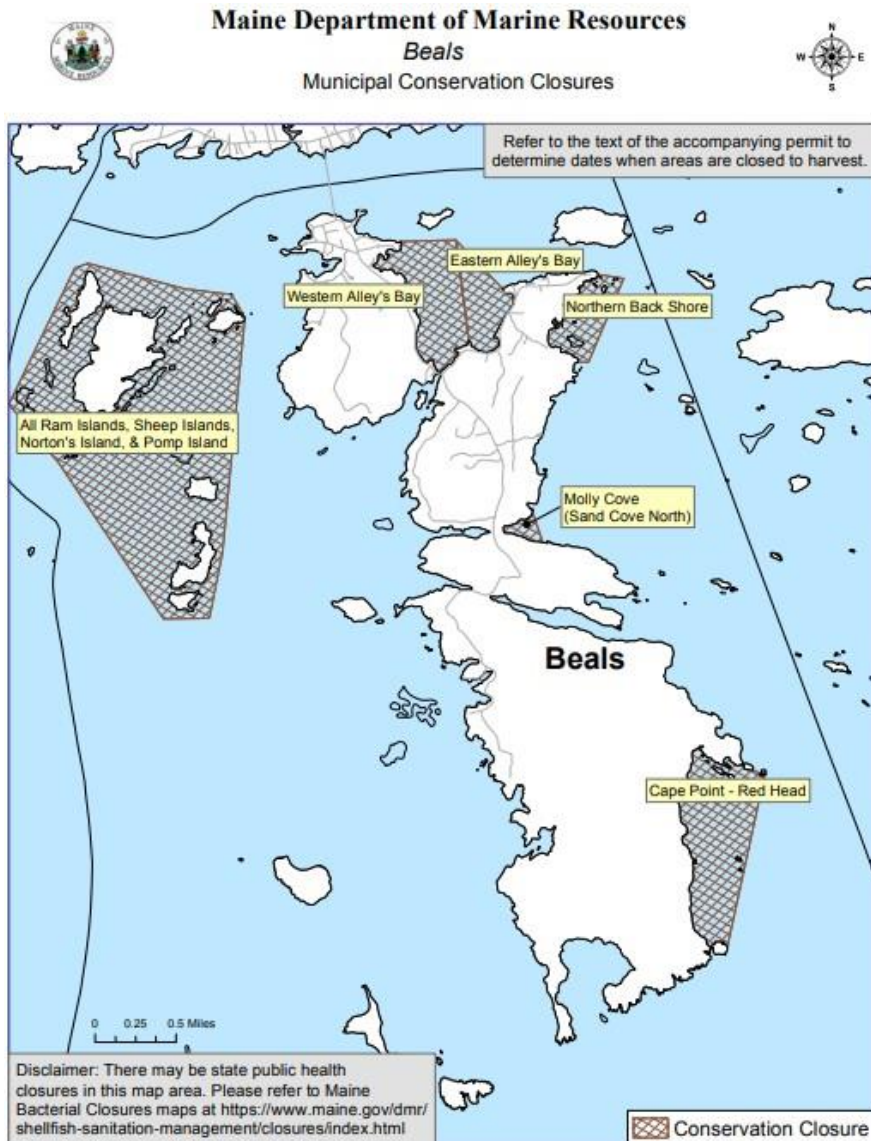 Maine Department of Marine Resources
Beals
Municipal Conservation Closures
MAINE
MARINE RESOURCES
N
W
E
S
Refer to the text of the accompanying permit to
determine dates when areas are closed to harvest.
Eastern Alley's Bay
Western Alley's Bay
Northern Back Shore
All Ram Islands, Sheep Islands,
Norton's Island, & Pomp Island
Molly Cove
(Sand Cove North)
Beals
Cape Point - Red Head
0 0.25 0.5 Miles
Disclaimer: There may be state public health
closures in this map area. Please refer to Maine
Bacterial Closures maps at https://www.maine.gov/dmr/
shellfish-sanitation-management/closures/index.html
Conservation Closure